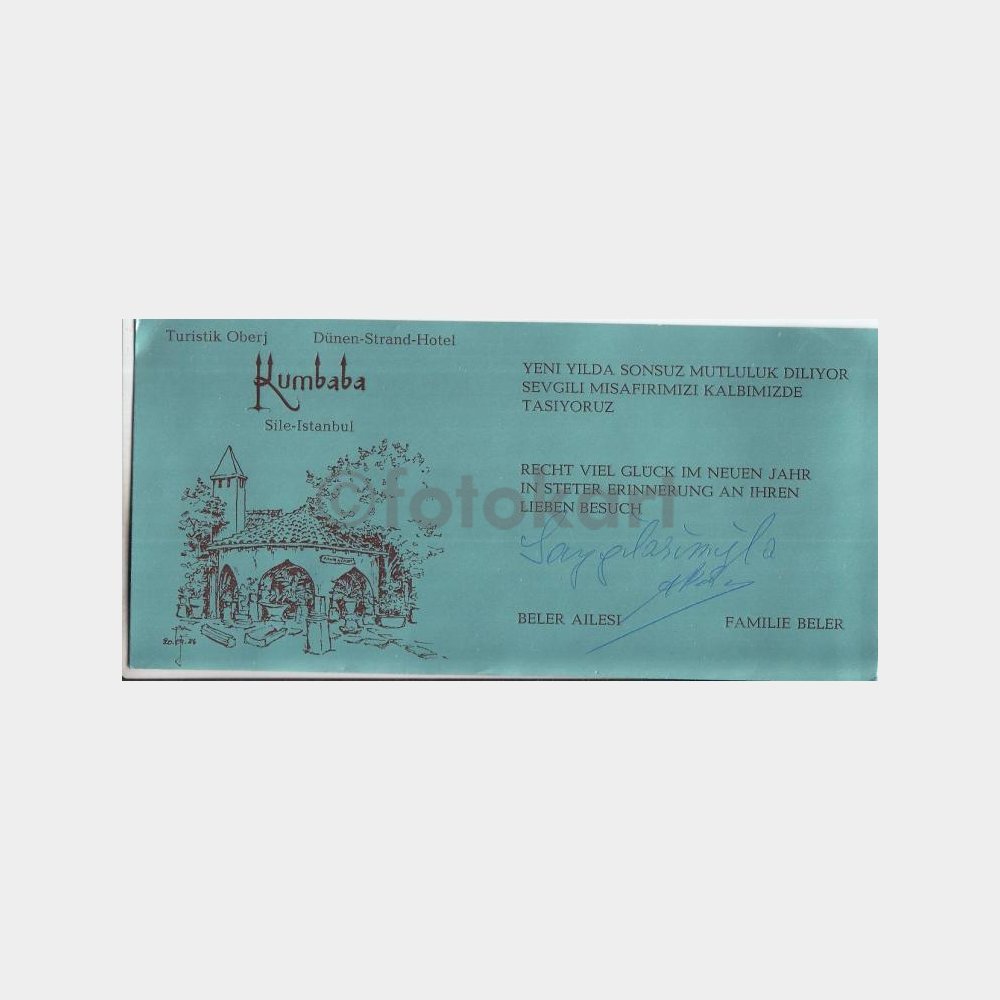 Turistik Oberj Dünen-Strand-Hotel
Kumbaba
Sile-Istanbul
YENI YILDA SONSUZ MUTLULUK DILIYOR
SEVGILI MISAFIRIMIZI KALBIMIZDE
TASIYORUZ
RECHT VIEL GLÜCK IM NEUEN JAHR
IN STETER ERINNERUNG AN IHREN
LIEBEN BESUCH
©fotokart
Saygılarımızla
BELER AILESI FAMILIE BELER